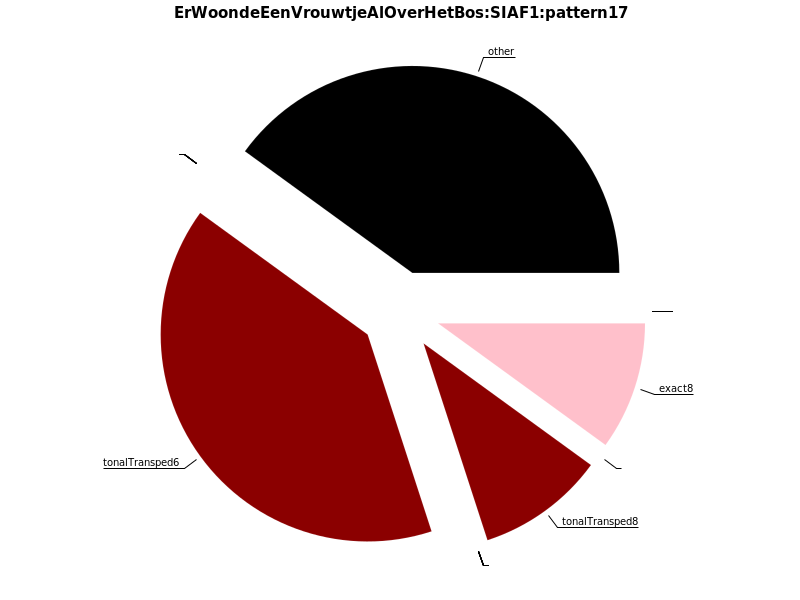 ErWoondeEenVrouwtjeAlOverHetBos:SIAF1:pattern17
other
exact8
tonalTransped6
tonalTransped8